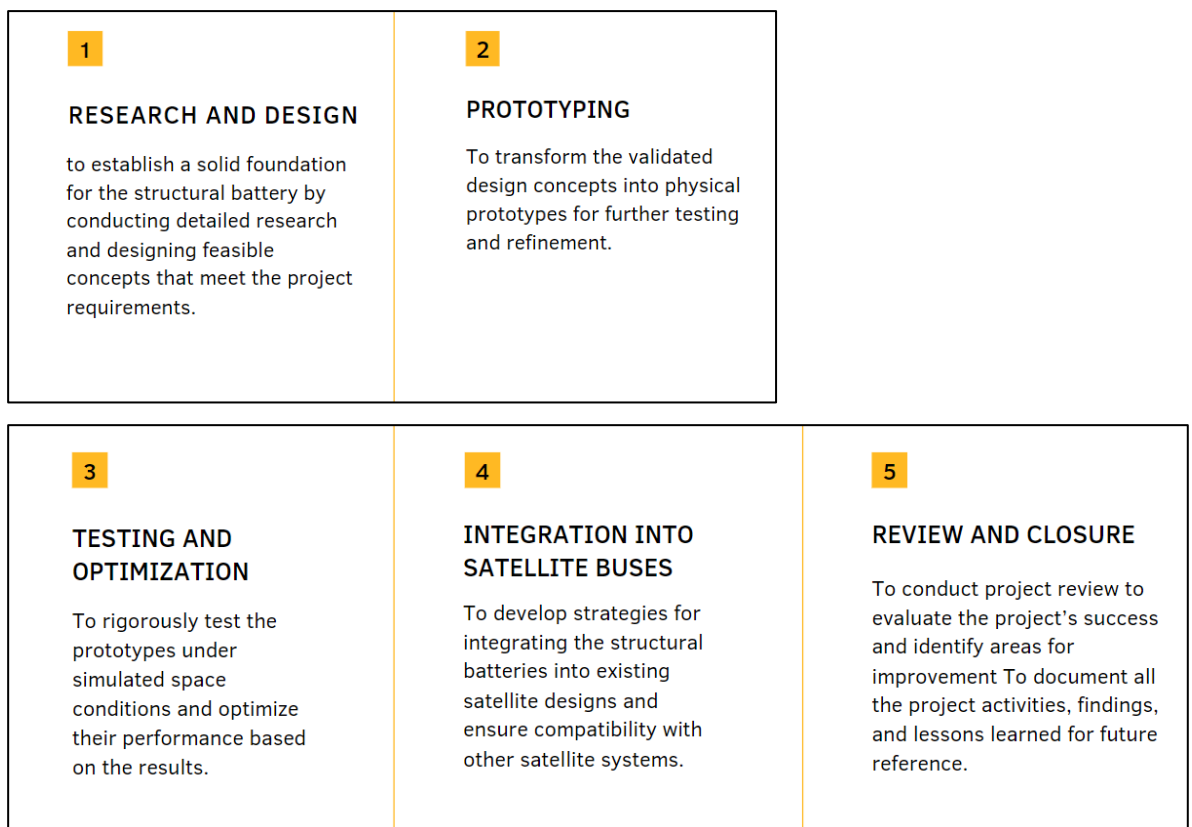 1
RESEARCH AND DESIGN
to establish a solid foundation
for the structural battery by
conducting detailed research
and designing feasible
concepts that meet the project
requirements.
2
PROTOTYPING
To transform the validated
design concepts into physical
prototypes for further testing
and refinement.
3
TESTING AND
OPTIMIZATION
To rigorously test the
prototypes under
simulated space
conditions and optimize
their performance based
on the results.
4
INTEGRATION INTO
SATELLITE BUSES
To develop strategies for
integrating the structural
batteries into existing
satellite designs and
ensure compatibility with
other satellite systems.
5
REVIEW AND CLOSURE
To conduct project review to
evaluate the project’s success
and identify areas for
improvement To document all
the project activities, findings,
and lessons learned for future
reference.